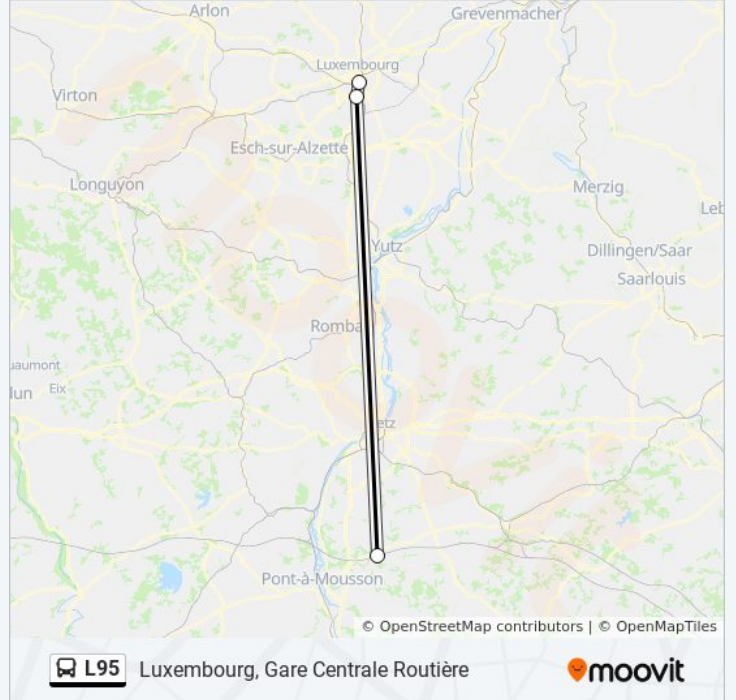 Arlon
Grevenmacher
Luxembourg
Virton
Esch-sur-Alzette
Longuyon
Merzig
Leb
Yutz
Dillingen/Saar
Saarlouis
Romba
aumont
Eix
lun
etz
Pont-à-Mousson
© OpenStreetMap contributors | © OpenMapTiles
L95
Luxembourg, Gare Centrale Routière
moovit